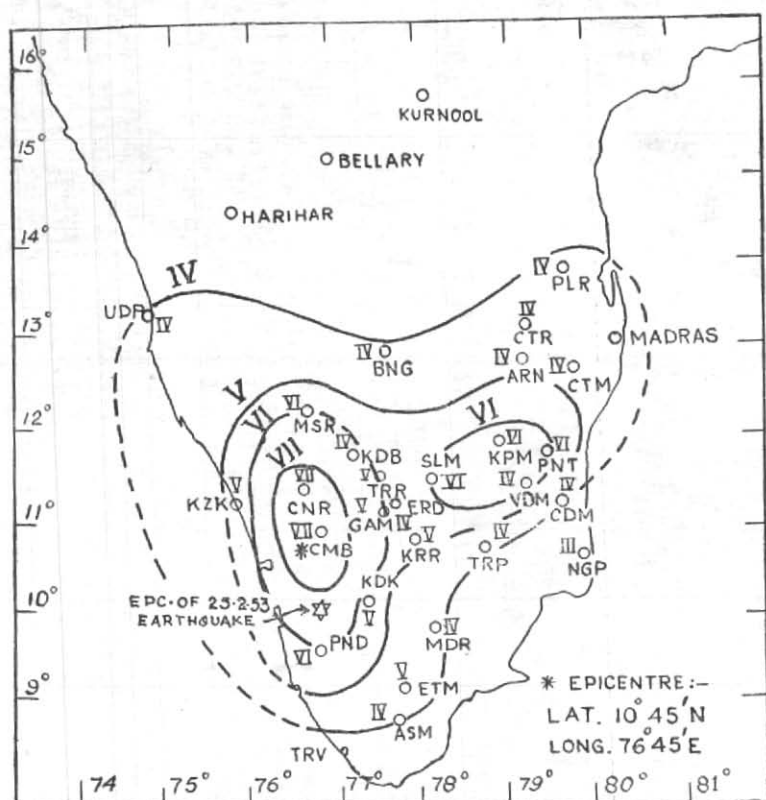 16°
KURNOOL
15°
BELLARY
HARIHAR
14°
IV
IV
PLR
UDP
IV
IV
CTR
13°
MADRAS
IV
BNG
IV
ARN
IV
CTM
V
VI
VI
MSR
VI
12°
IV
KDB
VI
KPM
VI
PNT
VII
SLM
VI
VII
CNR
V
TRR
IV
VDM
IV
CDM
V
KZK
ERD
IV
11°
V
GAM
VII
CMB
V
KRR
IV
TRP
III
NGP
KDK
V
10°
EPC. OF 25·2·53
EARTHQUAKE
VI
PND
IV
MDR
V
ETM
9°
* EPICENTRE:-
LAT. 10°45'N
LONG. 76°45'E
IV
ASM
TRV
74 75° 76° 77° 78° 79° 80° 81°